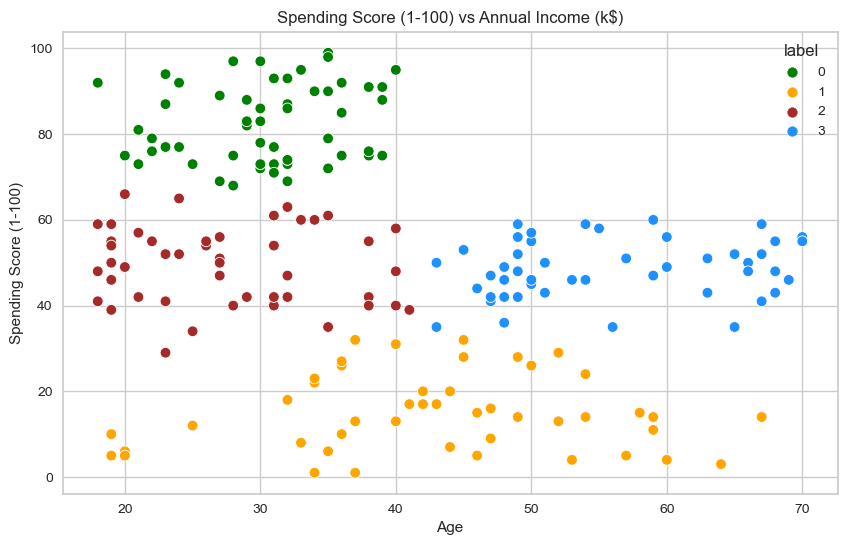 Spending Score (1-100) vs Annual Income (k$)
label
0
1
2
3
Spending Score (1-100)
100
80
60
40
20
0
20 30 40 50 60 70
Age